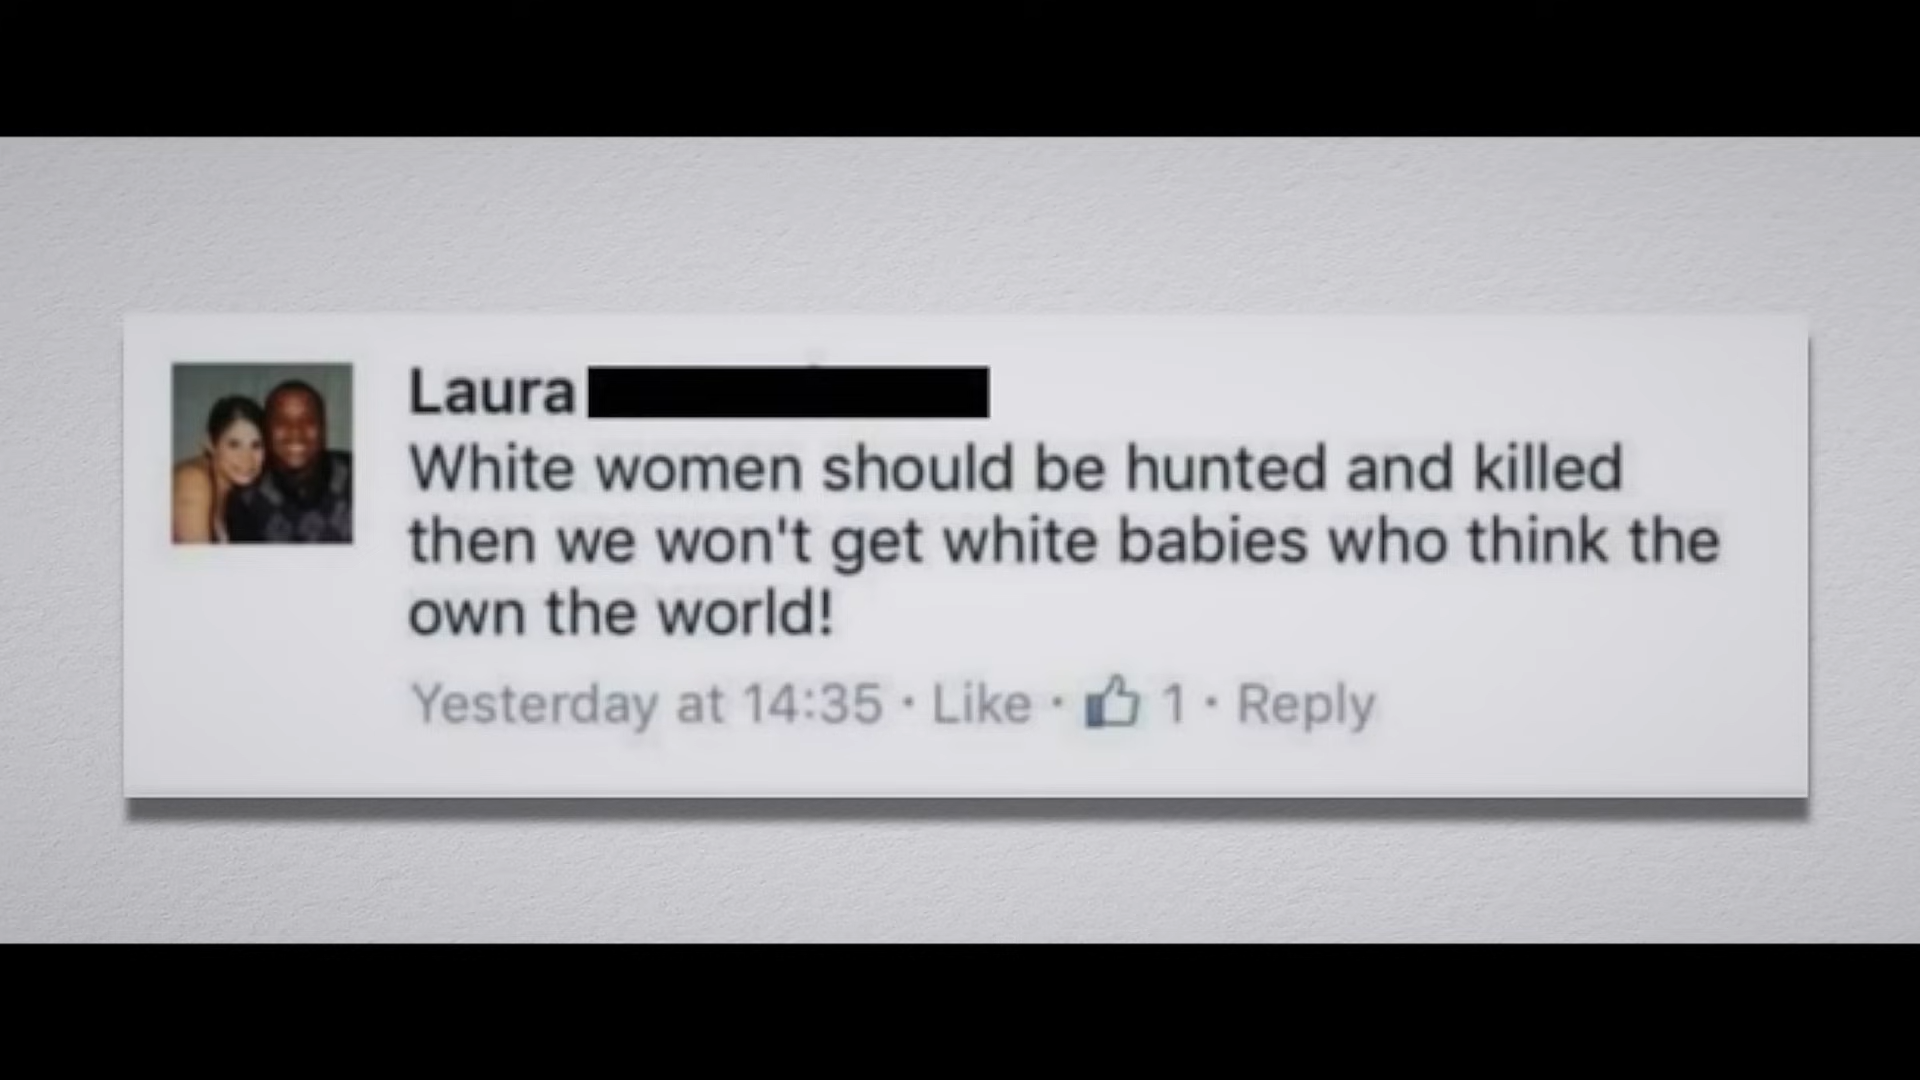 Laura
White women should be hunted and killed
then we won't get white babies who think the
own the world!
Yesterday at 14:35 · Like · 1 · Reply